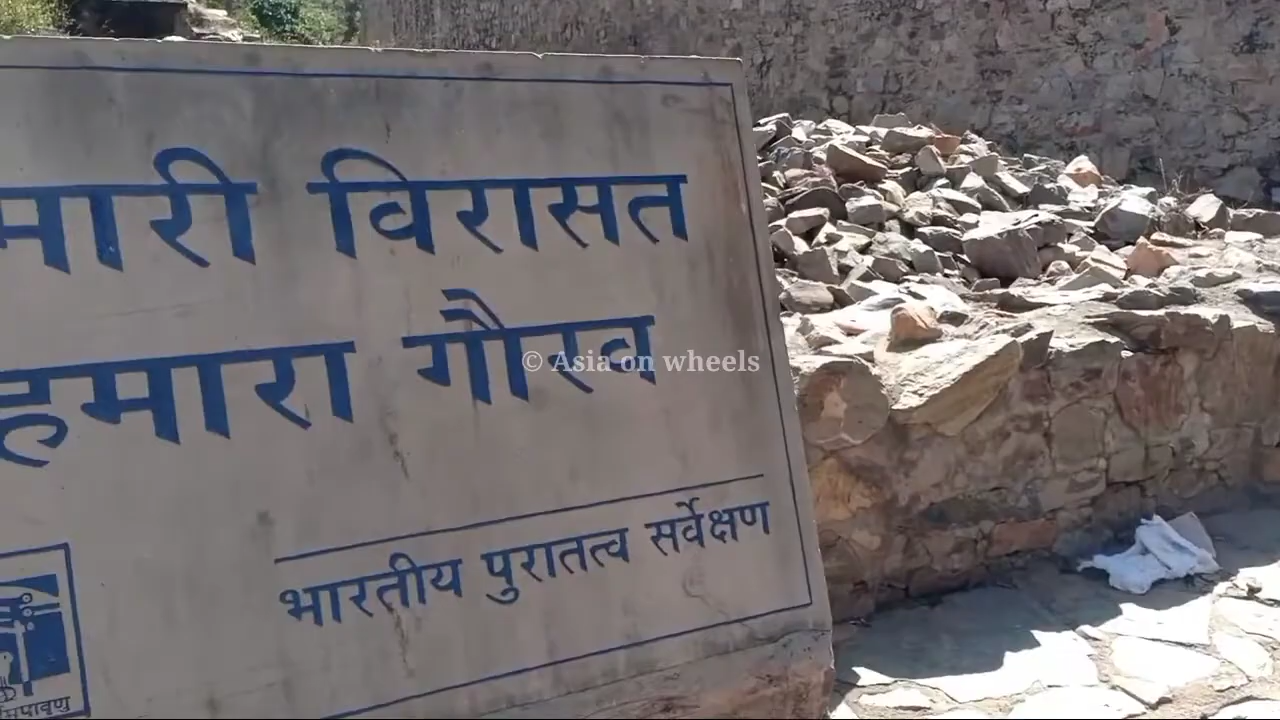 मारी विरासत
हमारा गौरव
© Asia on wheels
भारतीय पुरातत्व सर्वेक्षण